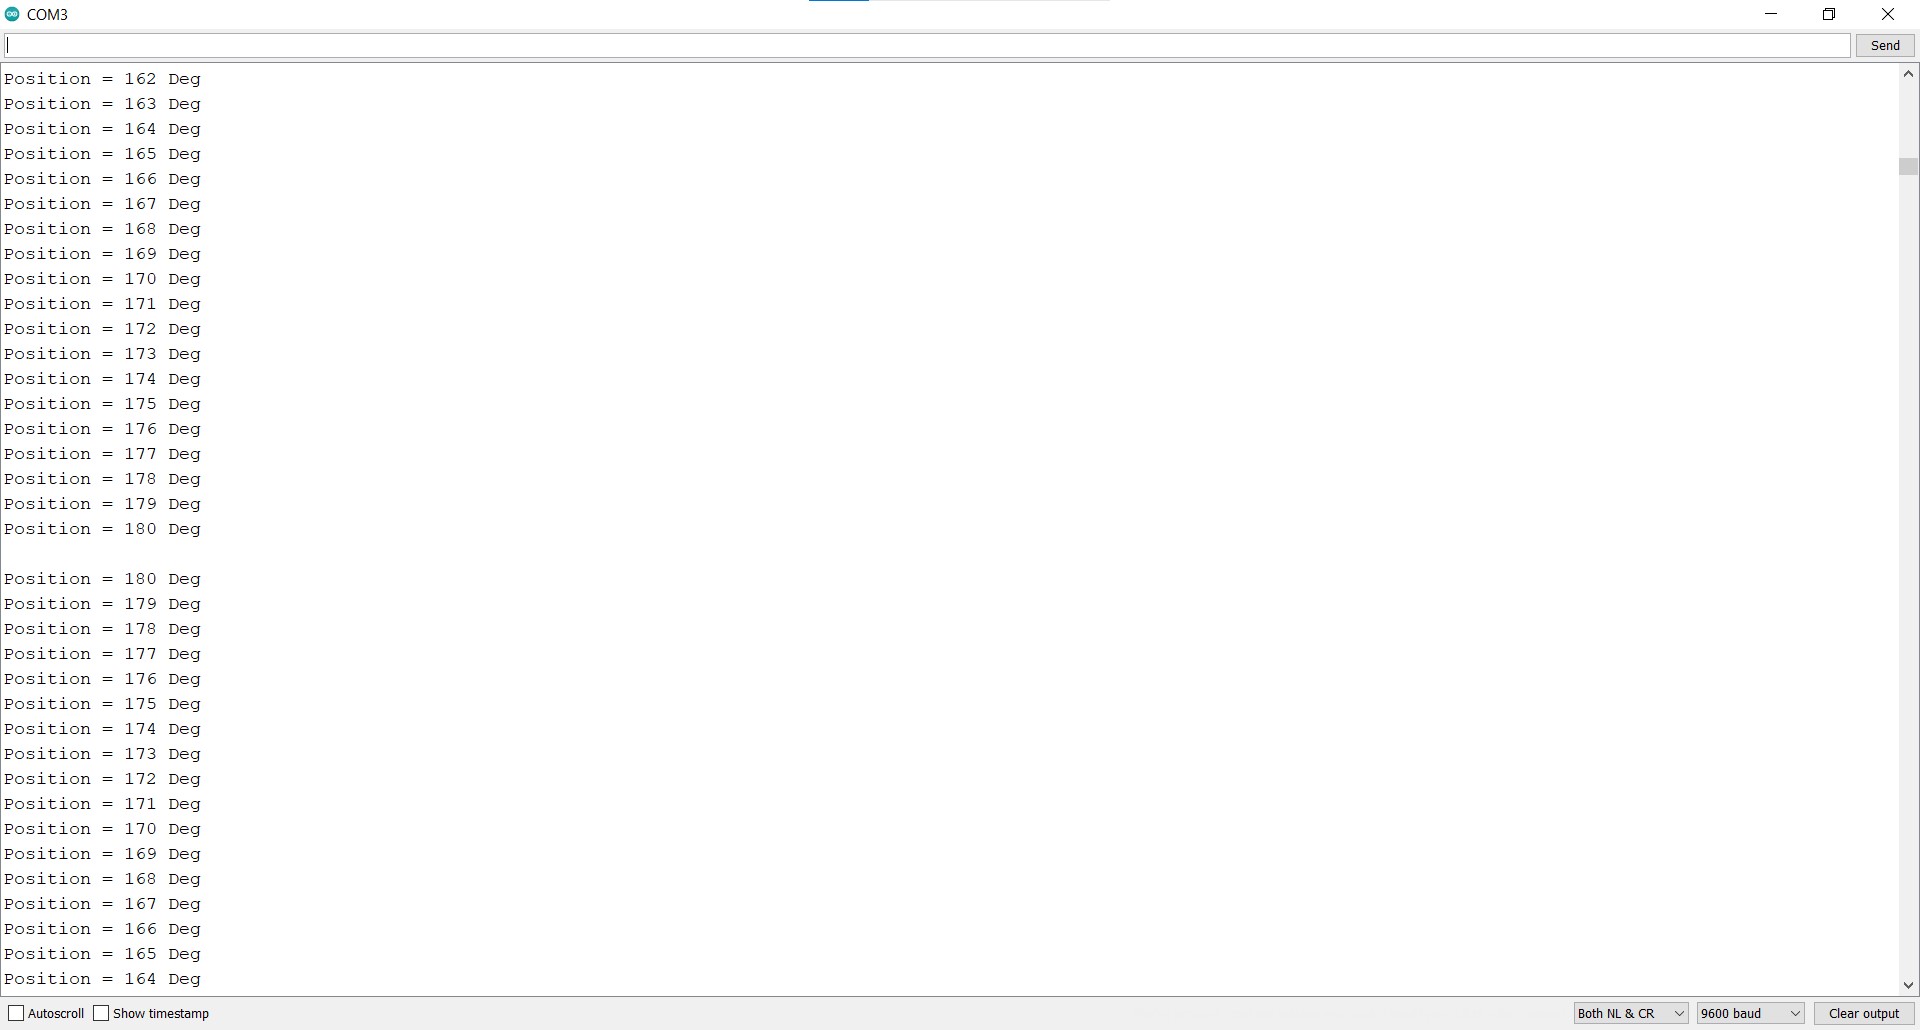 COM3
Send
Position = 162 Deg
Position = 163 Deg
Position = 164 Deg
Position = 165 Deg
Position = 166 Deg
Position = 167 Deg
Position = 168 Deg
Position = 169 Deg
Position = 170 Deg
Position = 171 Deg
Position = 172 Deg
Position = 173 Deg
Position = 174 Deg
Position = 175 Deg
Position = 176 Deg
Position = 177 Deg
Position = 178 Deg
Position = 179 Deg
Position = 180 Deg

Position = 180 Deg
Position = 179 Deg
Position = 178 Deg
Position = 177 Deg
Position = 176 Deg
Position = 175 Deg
Position = 174 Deg
Position = 173 Deg
Position = 172 Deg
Position = 171 Deg
Position = 170 Deg
Position = 169 Deg
Position = 168 Deg
Position = 167 Deg
Position = 166 Deg
Position = 165 Deg
Position = 164 Deg
Autoscroll Show timestamp Both NL & CR 9600 baud Clear output